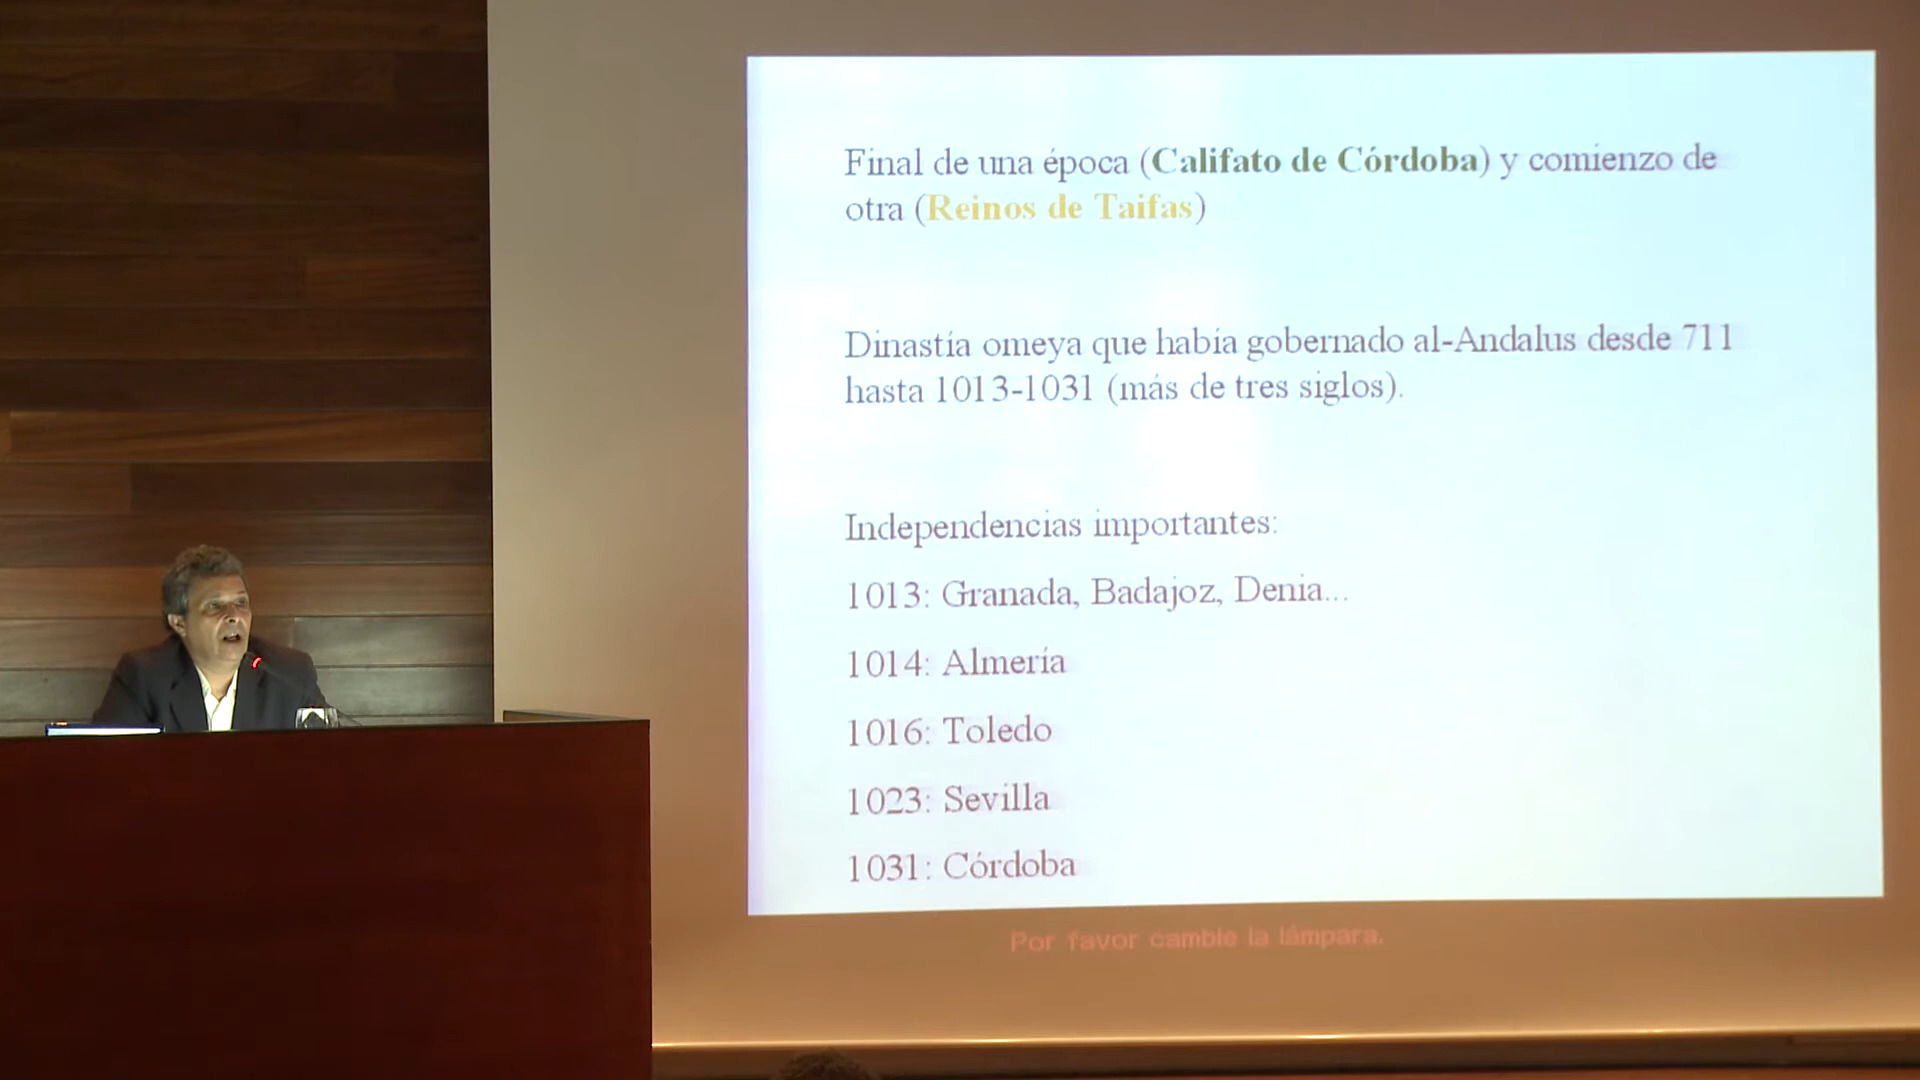 Final de una época (Califato de Córdoba) y comienzo de
otra (Reinos de Taifas)
Dinastía omeya que había gobernado al-Andalus desde 711
hasta 1013-1031 (más de tres siglos).
Independencias importantes:
1013: Granada, Badajoz, Denia...
1014: Almería
1016: Toledo
1023: Sevilla
1031: Córdoba
Por favor cambie la lámpara.